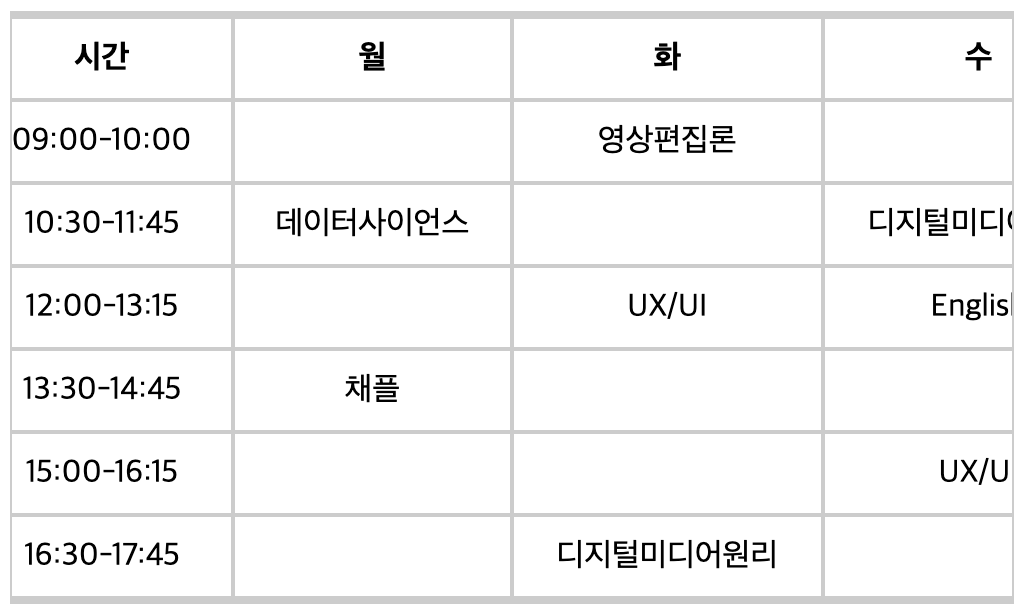 시간 월 화 수
09:00-10:00 영상편집론
10:30-11:45 데이터사이언스 디지털미디
12:00-13:15 UX/UI Englis
13:30-14:45 채플
15:00-16:15 UX/U
16:30-17:45 디지털미디어원리